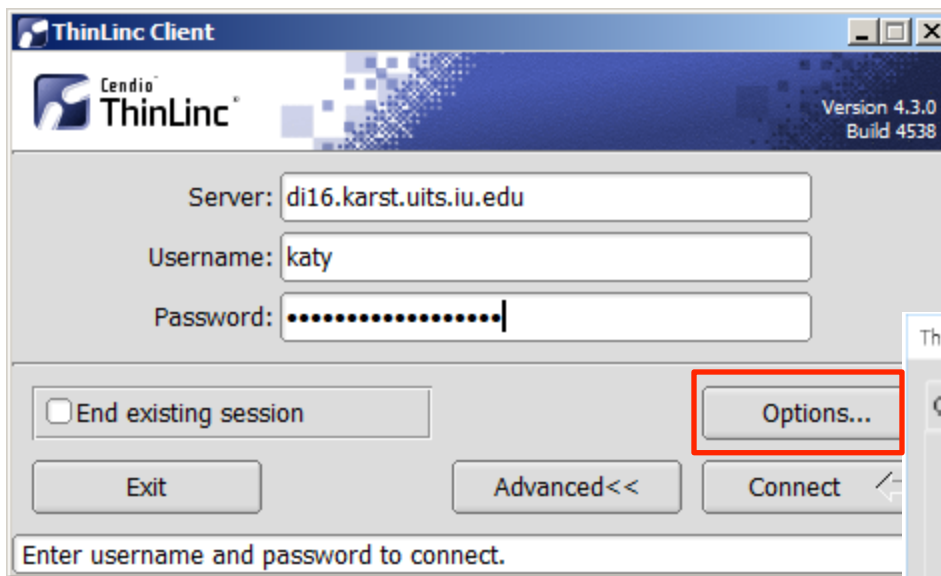 ThinLinc Client
Cendio
ThinLinc
Version 4.3.0
Build 4538
Server: di16.karst.uits.iu.edu
Username: katy
Password: ••••••••••••••••••
End existing session
Options...
Exit
Advanced<<
Connect
Enter username and password to connect.
Th